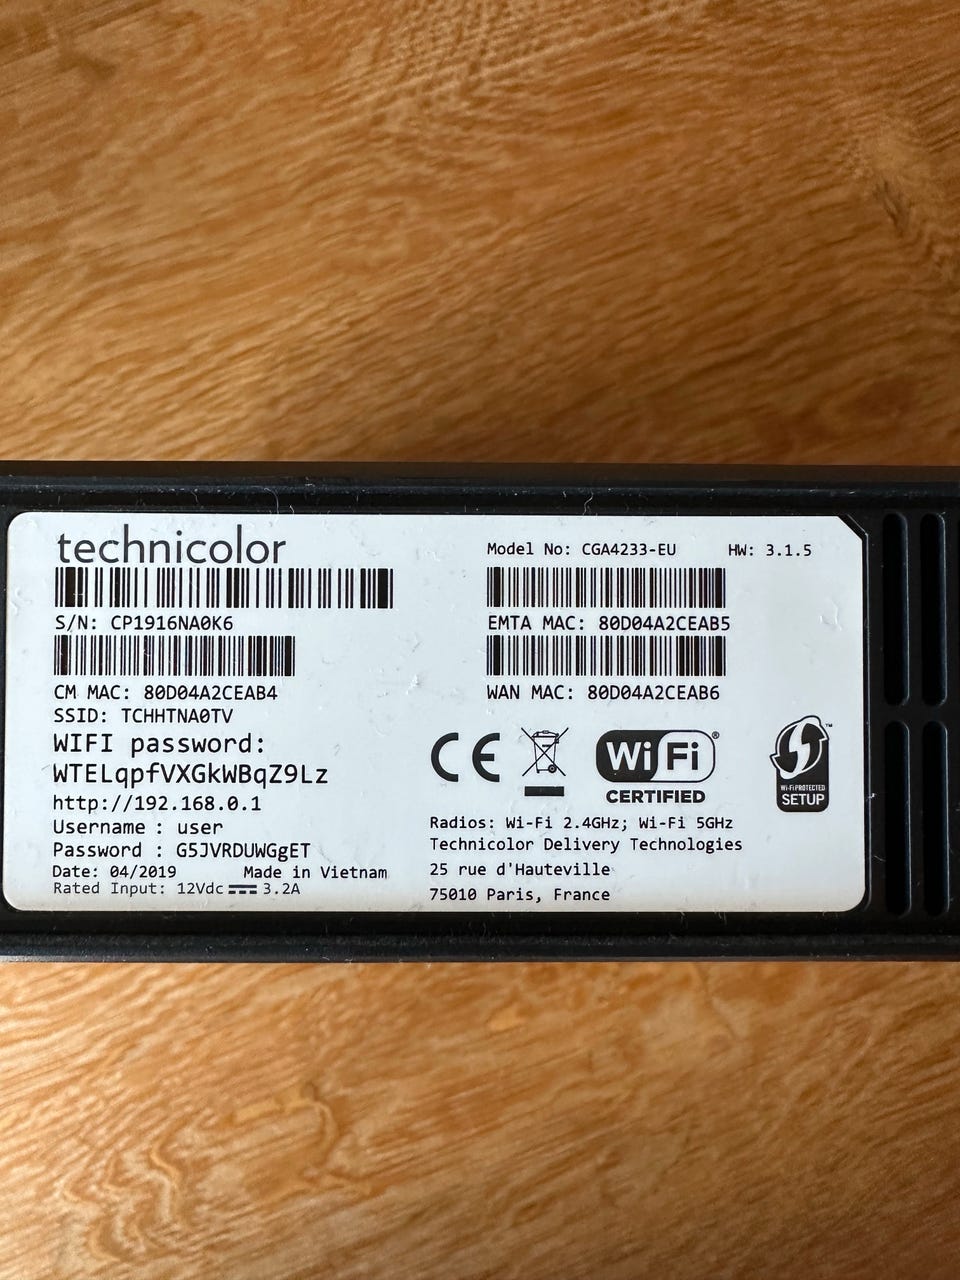 technicolor
S/N: CP1916NA0K6
CM MAC: 80D04A2CEAB4
SSID: TCHHTNA0TV
WIFI password:
WTELqpfVXGkWBqZ9Lz
http://192.168.0.1
Username : user
Password : G5JVRDUWGgET
Date: 04/2019 Made in Vietnam
Rated Input: 12Vdc 3.2A
Model No: CGA4233-EU HW: 3.1.5
EMTA MAC: 80D04A2CEAB5
WAN MAC: 80D04A2CEAB6
CE
Wi Fi ®
CERTIFIED
™
Wi-Fi PROTECTED
SETUP
Radios: Wi-Fi 2.4GHz; Wi-Fi 5GHz
Technicolor Delivery Technologies
25 rue d'Hauteville
75010 Paris, France